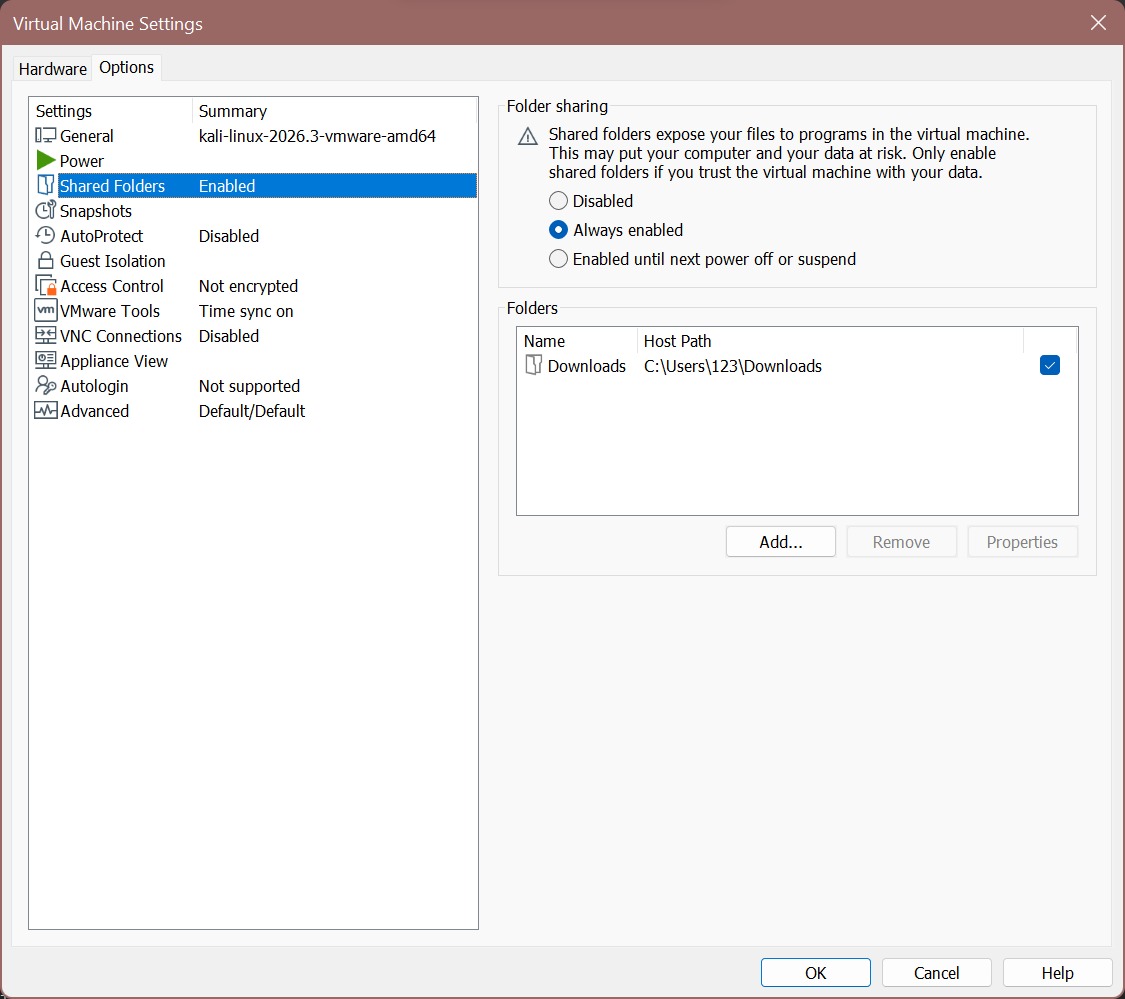 Virtual Machine Settings
Hardware Options
Settings Summary
General kali-linux-2026.3-vmware-amd64
Power
Shared Folders Enabled
Snapshots
AutoProtect Disabled
Guest Isolation
Access Control Not encrypted
vm VMware Tools Time sync on
VNC Connections Disabled
Appliance View
Autologin Not supported
Advanced Default/Default
Folder sharing
Shared folders expose your files to programs in the virtual machine.
This may put your computer and your data at risk. Only enable
shared folders if you trust the virtual machine with your data.
Disabled
Always enabled
Enabled until next power off or suspend
Folders
Name Host Path
Downloads C:\Users\123\Downloads
Add... Remove Properties
OK Cancel Help